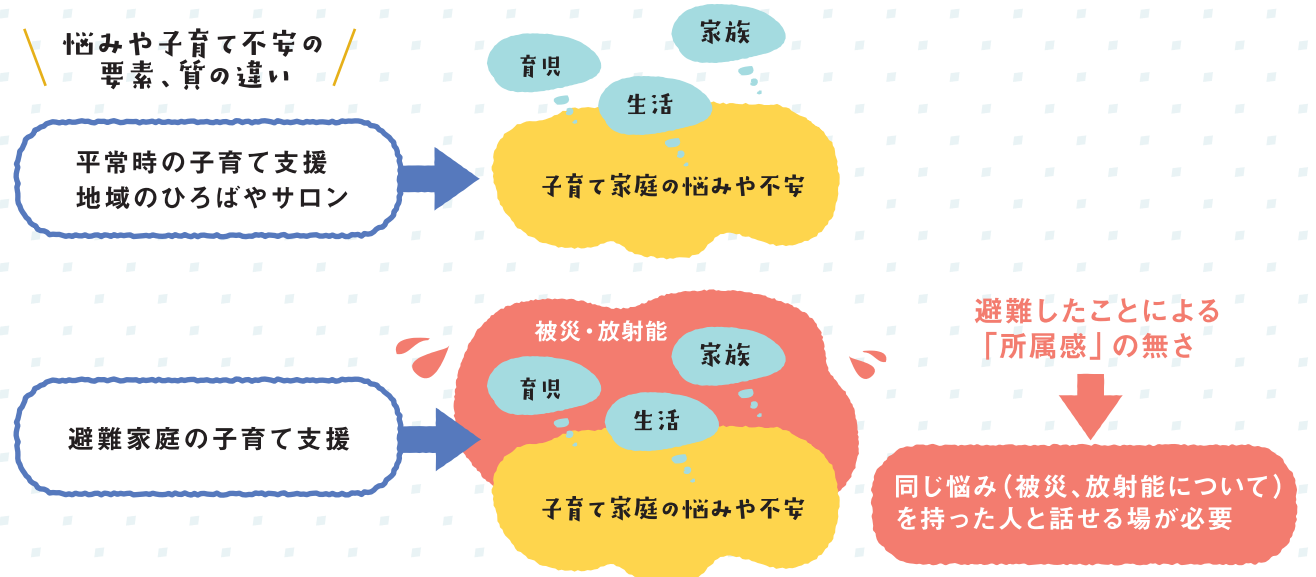 悩みや子育て不安の
要素、質の違い
平常時の子育て支援
地域のひろばやサロン
育児
家族
生活
子育て家庭の悩みや不安
避難家庭の子育て支援
被災・放射能
育児
家族
生活
子育て家庭の悩みや不安
避難したことによる
「所属感」の無さ
同じ悩み(被災、放射能について)
を持った人と話せる場が必要